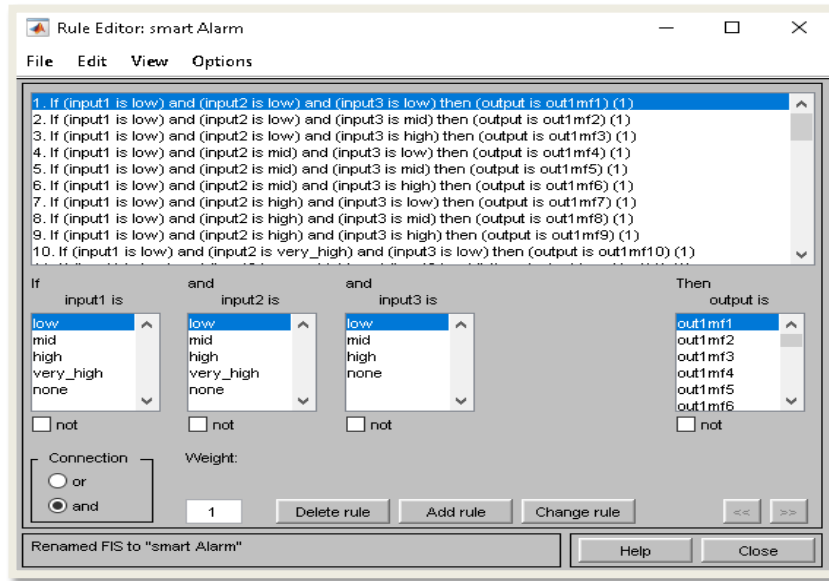 Rule Editor: smart Alarm
File Edit View Options
1. If (input1 is low) and (input2 is low) and (input3 is low) then (output is out1mf1) (1)
2. If (input1 is low) and (input2 is low) and (input3 is mid) then (output is out1mf2) (1)
3. If (input1 is low) and (input2 is low) and (input3 is high) then (output is out1mf3) (1)
4. If (input1 is low) and (input2 is mid) and (input3 is low) then (output is out1mf4) (1)
5. If (input1 is low) and (input2 is mid) and (input3 is mid) then (output is out1mf5) (1)
6. If (input1 is low) and (input2 is mid) and (input3 is high) then (output is out1mf6) (1)
7. If (input1 is low) and (input2 is high) and (input3 is low) then (output is out1mf7) (1)
8. If (input1 is low) and (input2 is high) and (input3 is mid) then (output is out1mf8) (1)
9. If (input1 is low) and (input2 is high) and (input3 is high) then (output is out1mf9) (1)
10. If (input1 is low) and (input2 is very_high) and (input3 is low) then (output is out1mf10) (1)
If and and Then
input1 is input2 is input3 is output is
low low low out1mf1
mid mid mid out1mf2
high high high out1mf3
very_high very_high none out1mf4
none none out1mf5
out1mf6
not not not not
Connection Weight:
or
and 1 Delete rule Add rule Change rule << >>
Renamed FIS to "smart Alarm" Help Close